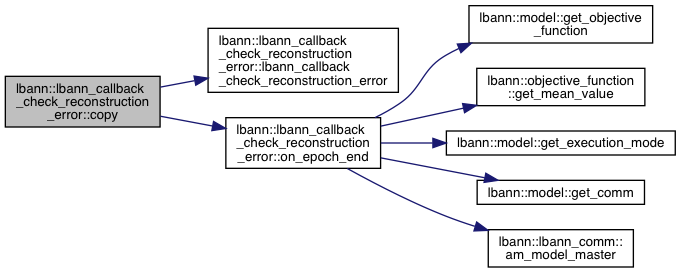 lbann::lbann_callback
_check_reconstruction
_error::copy
lbann::lbann_callback
_check_reconstruction
_error::lbann_callback
_check_reconstruction_error
lbann::lbann_callback
_check_reconstruction
_error::on_epoch_end
lbann::model::get_objective
_function
lbann::objective_function
::get_mean_value
lbann::model::get_execution_mode
lbann::model::get_comm
lbann::lbann_comm::
am_model_master